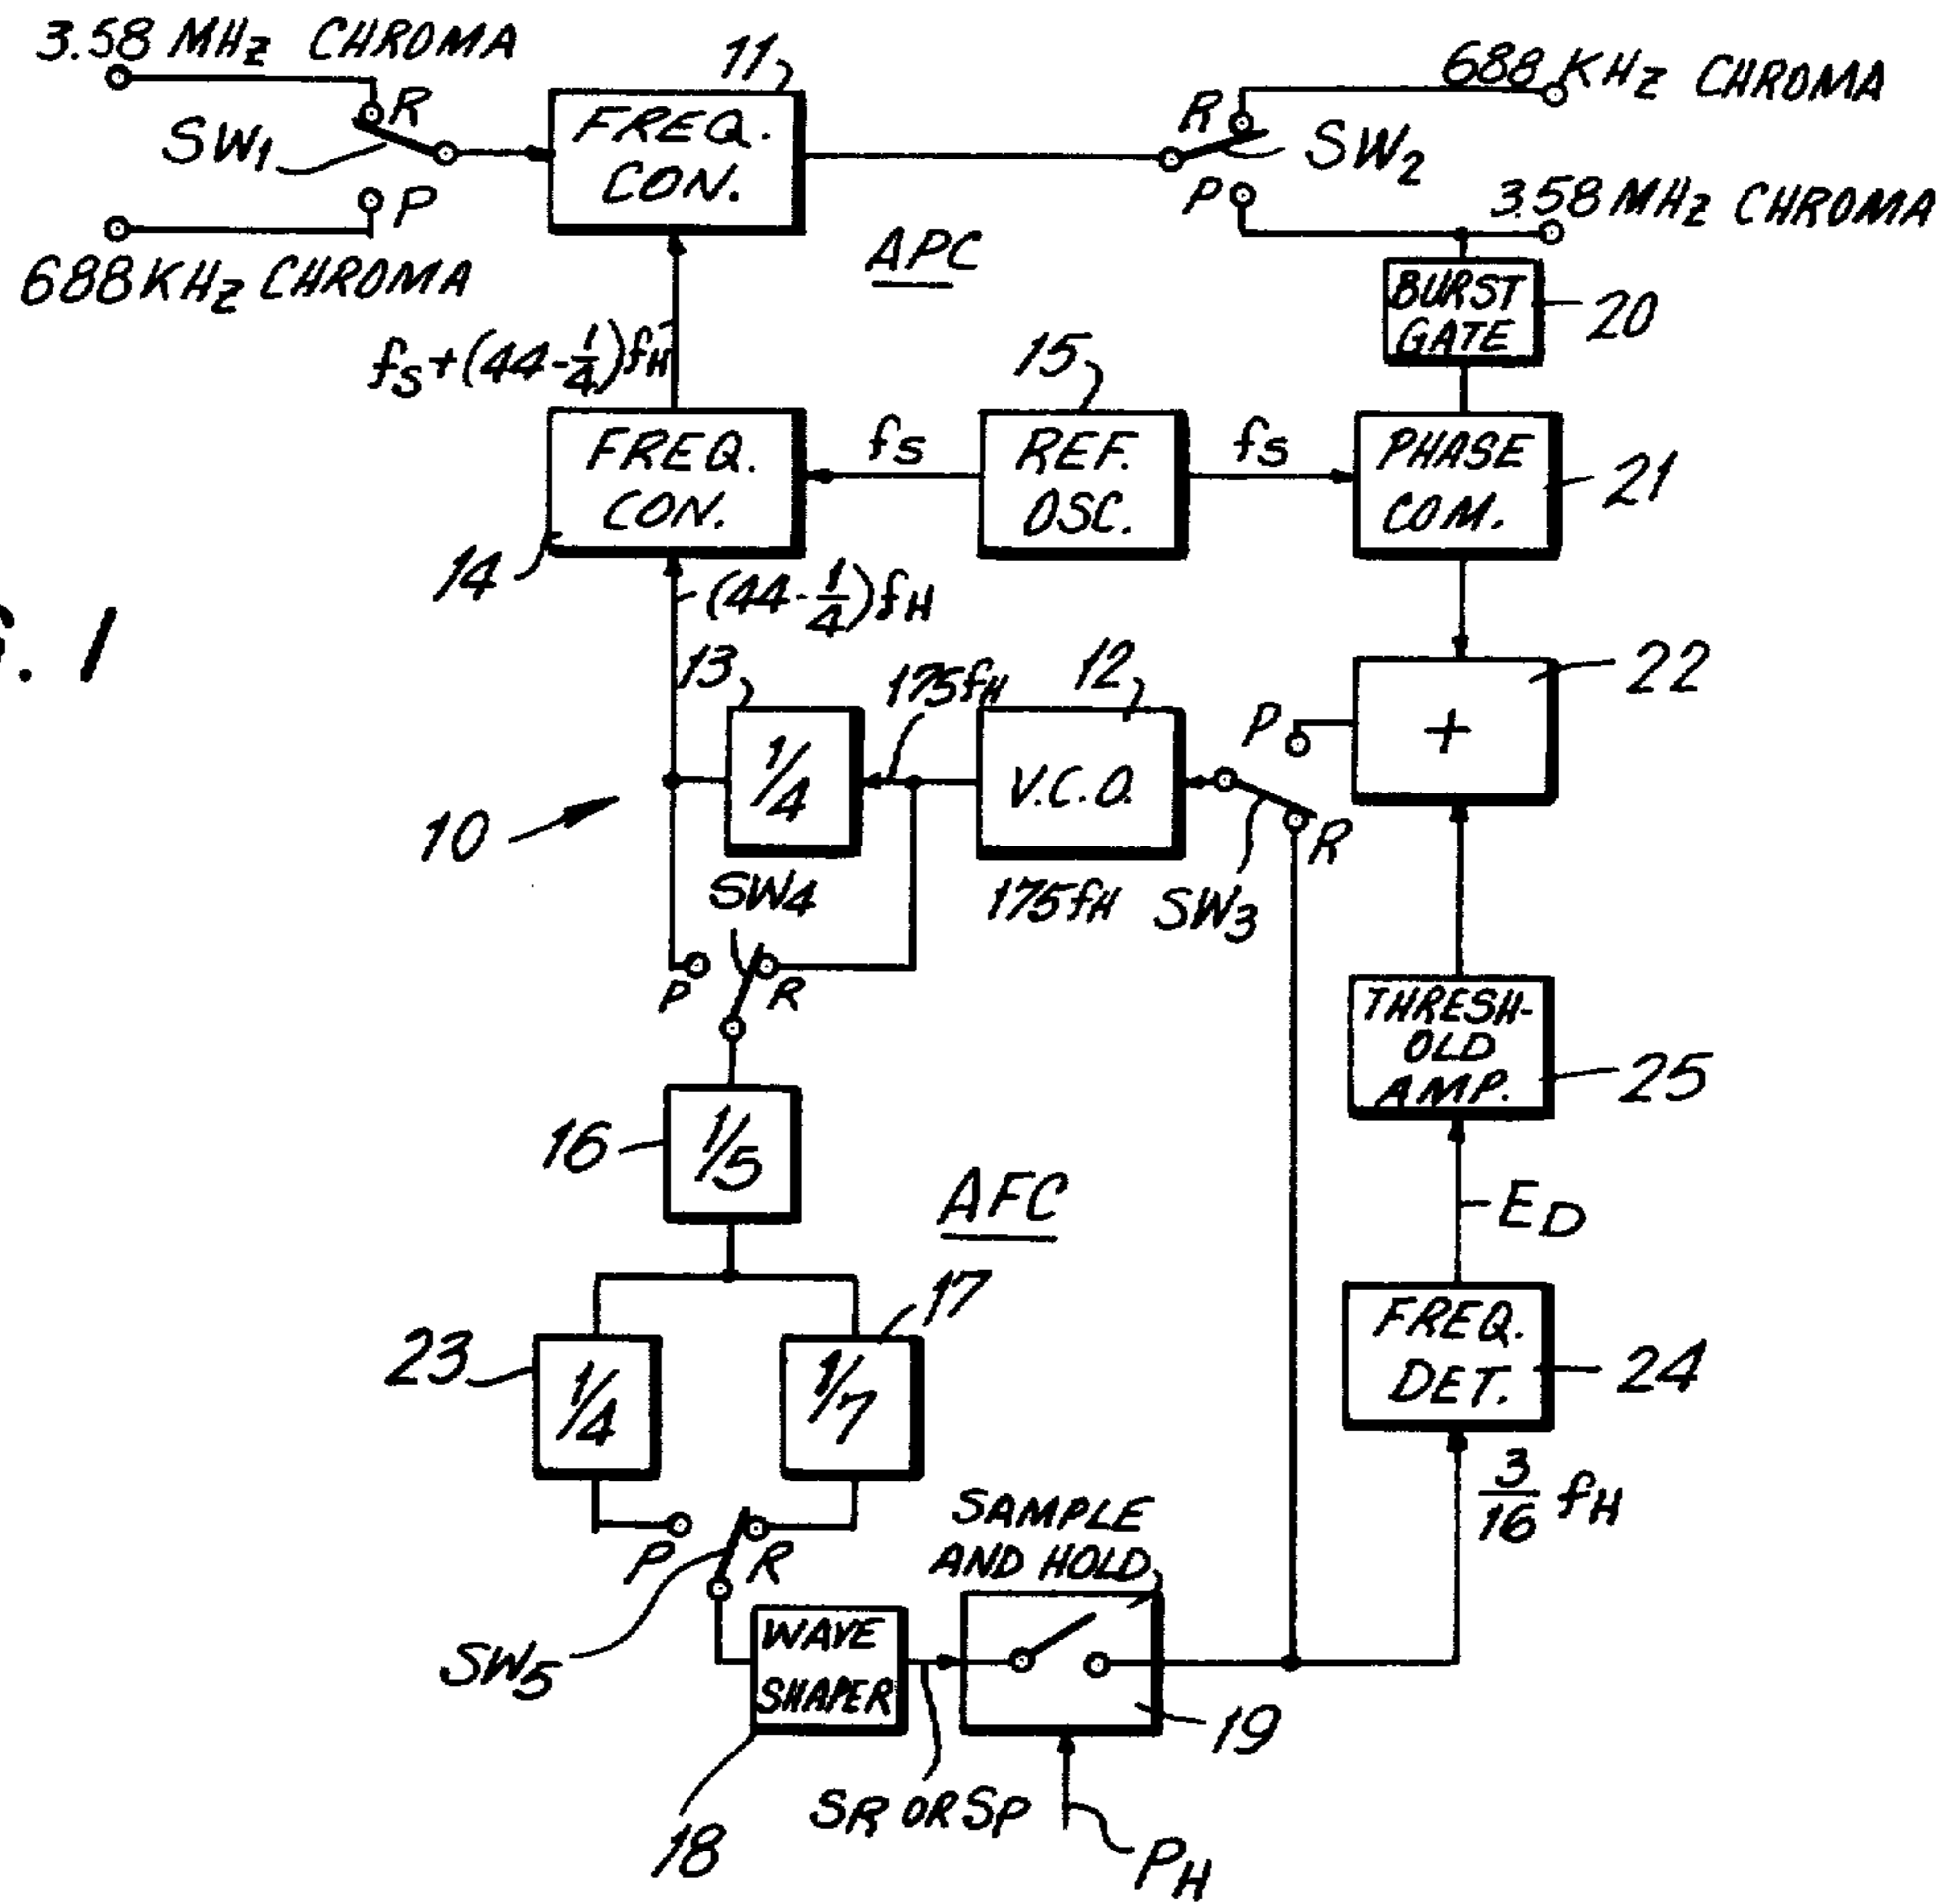 3.58 MHz CHROMA
11
688 KHz CHROMA
R
SW1
FREQ.
CON.
R
SW2
P
P
3.58 MHz CHROMA
688 KHz CHROMA
APC
BURST
GATE
20
fS+(44-1/4)fH
15
FREQ.
CON.
fS
REF.
OSC.
fS
PHASE
COM.
21
14
(44-1/4)fH
. 1
13
175fH
12
22
P
+
1/4
V.C.O.
10
R
SW4
175fH
SW3
P
R
THRESH-
OLD
AMP.
25
16
1/5
AFC
ED
17
23
1/4
1/7
FREQ.
DET.
24
3/16 fH
SAMPLE
AND HOLD
P
R
SW5
WAVE
SHAPER
19
SR OR SP
18
PH